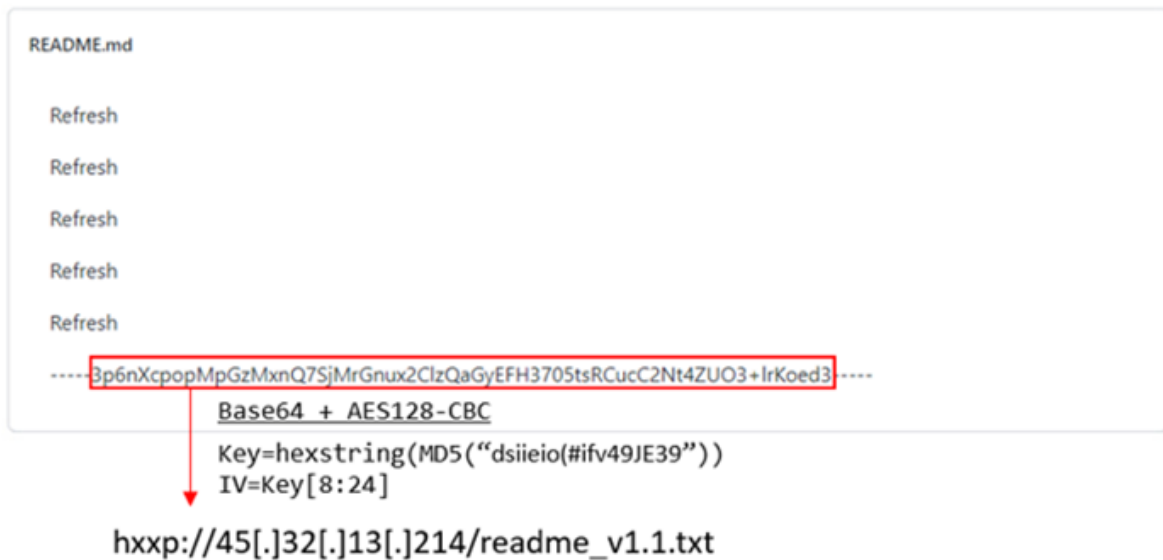 README.md
Refresh
Refresh
Refresh
Refresh
Refresh
-----3p6nXcpopMpGzMxnQ7SjMrGnux2ClzQaGyEFH3705tsRCucC2Nt4ZUO3+lrKoed3-----
Base64 + AES128-CBC
Key=hexstring(MD5(“dsiieio(#ifv49JE39”))
IV=Key[8:24]
hxxp://45[.]32[.]13[.]214/readme_v1.1.txt